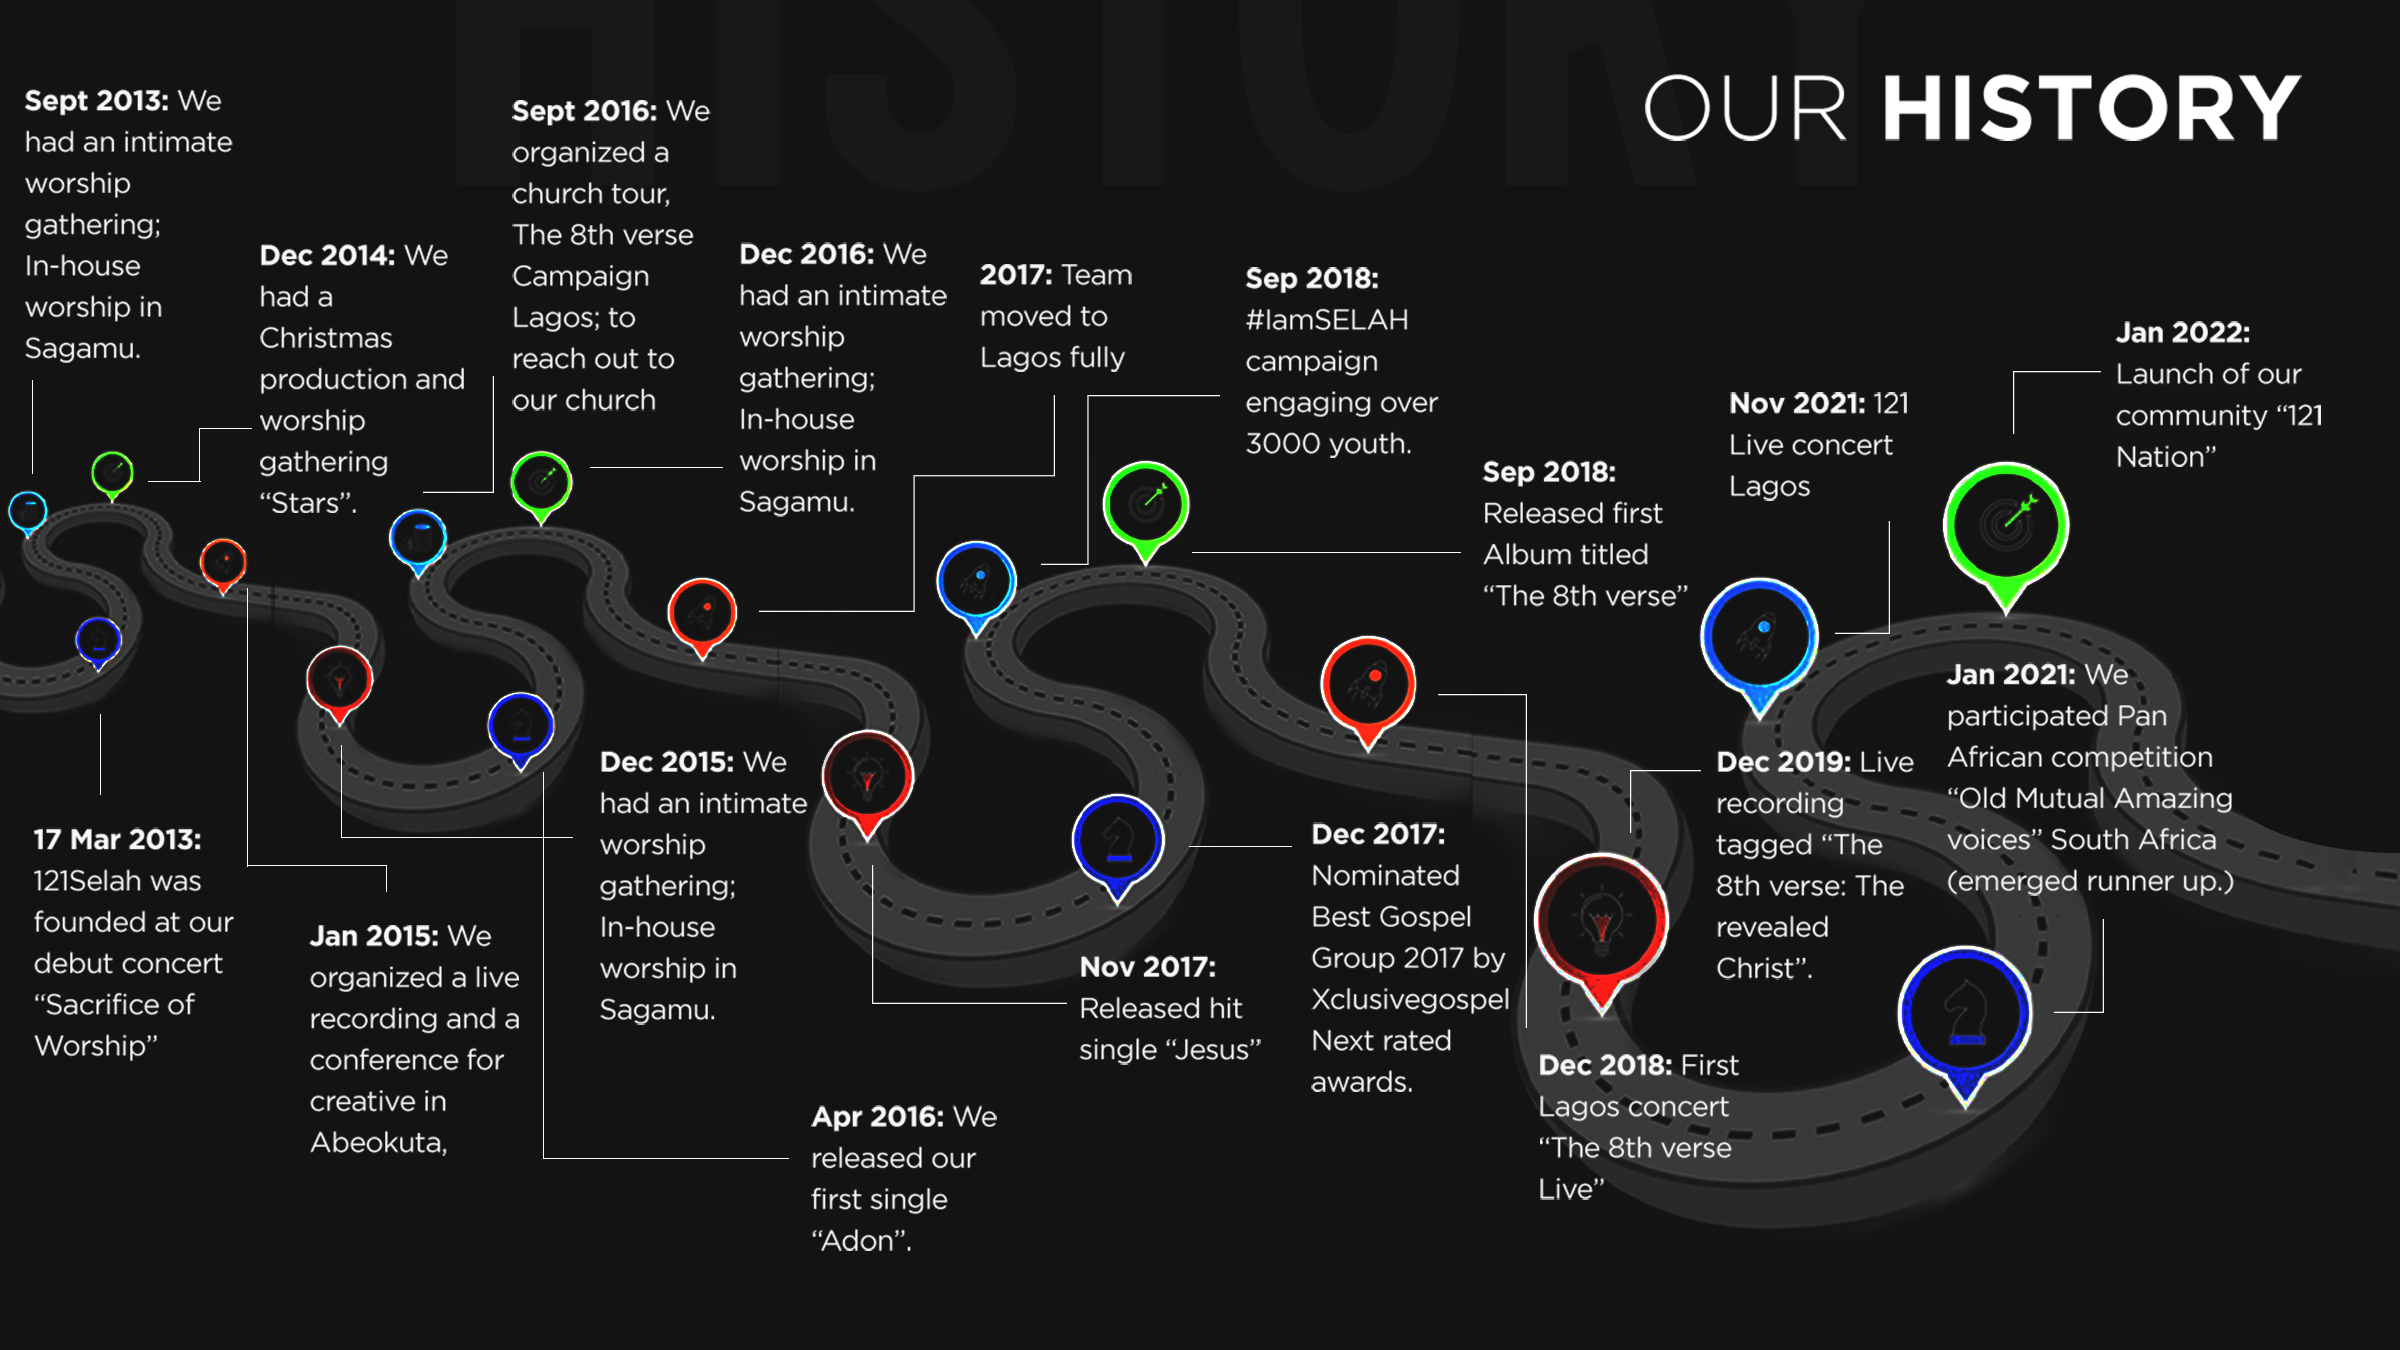 HISTORY
OUR HISTORY
Sept 2013: We
had an intimate
worship
gathering;
In-house
worship in
Sagamu.
Dec 2014: We
had a
Christmas
production and
worship
gathering
“Stars”.
Sept 2016: We
organized a
church tour,
The 8th verse
Campaign
Lagos; to
reach out to
our church
Dec 2016: We
had an intimate
worship
gathering;
In-house
worship in
Sagamu.
2017: Team
moved to
Lagos fully
Sep 2018:
#IamSELAH
campaign
engaging over
3000 youth.
Sep 2018:
Released first
Album titled
“The 8th verse”
Nov 2021: 121
Live concert
Lagos
Jan 2022:
Launch of our
community “121
Nation”
17 Mar 2013:
121Selah was
founded at our
debut concert
“Sacrifice of
Worship”
Jan 2015: We
organized a live
recording and a
conference for
creative in
Abeokuta,
Dec 2015: We
had an intimate
worship
gathering;
In-house
worship in
Sagamu.
Apr 2016: We
released our
first single
“Adon”.
Nov 2017:
Released hit
single “Jesus”
Dec 2017:
Nominated
Best Gospel
Group 2017 by
Xclusivegospel
Next rated
awards.
Dec 2018: First
Lagos concert
“The 8th verse
Live”
Dec 2019: Live
recording
tagged “The
8th verse: The
revealed
Christ”.
Jan 2021: We
participated Pan
African competition
“Old Mutual Amazing
voices” South Africa
(emerged runner up.)